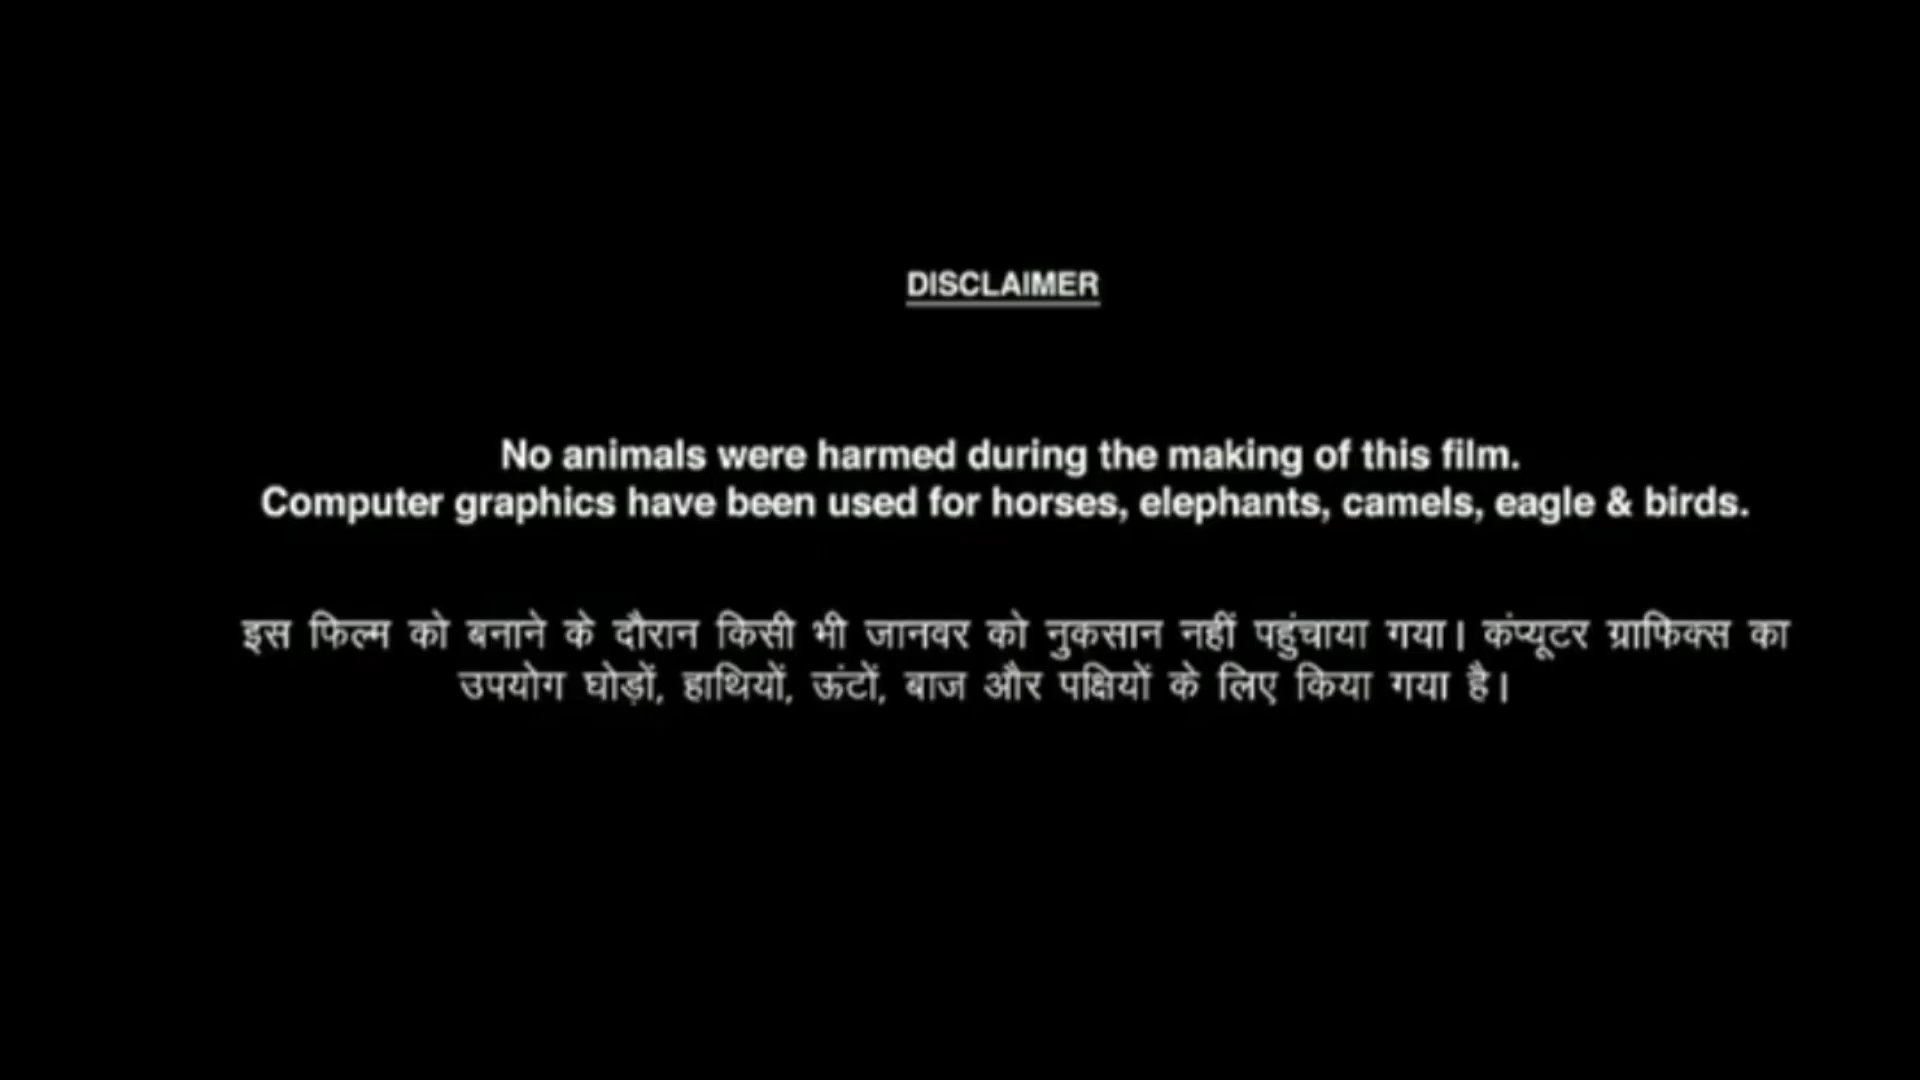 DISCLAIMER
No animals were harmed during the making of this film.
Computer graphics have been used for horses, elephants, camels, eagle & birds.
इस फिल्म को बनाने के दौरान किसी भी जानवर को नुकसान नहीं पहुंचाया गया। कंप्यूटर ग्राफिक्स का
उपयोग घोड़ों, हाथियों, ऊंटों, बाज और पक्षियों के लिए किया गया है।